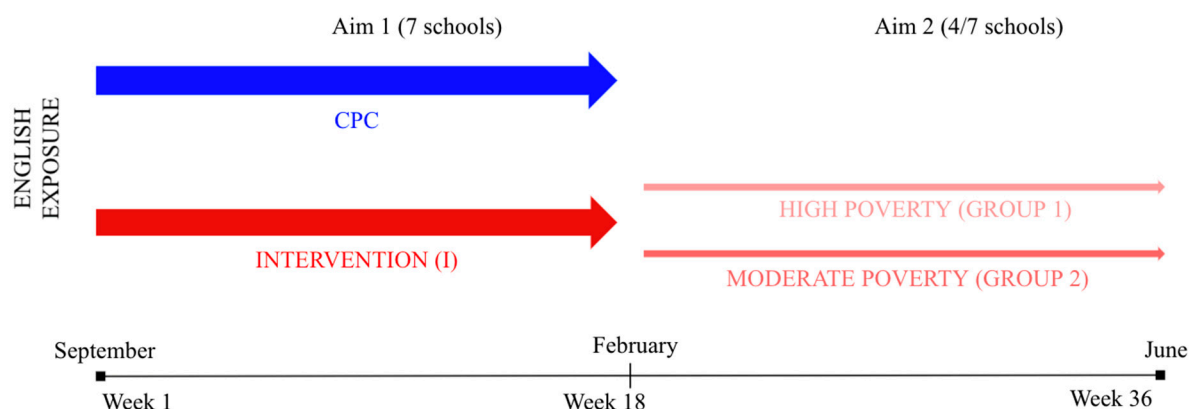 Aim 1 (7 schools)
Aim 2 (4/7 schools)
ENGLISH
EXPOSURE
CPC
HIGH POVERTY (GROUP 1)
INTERVENTION (I)
MODERATE POVERTY (GROUP 2)
September
February
June
Week 1
Week 18
Week 36